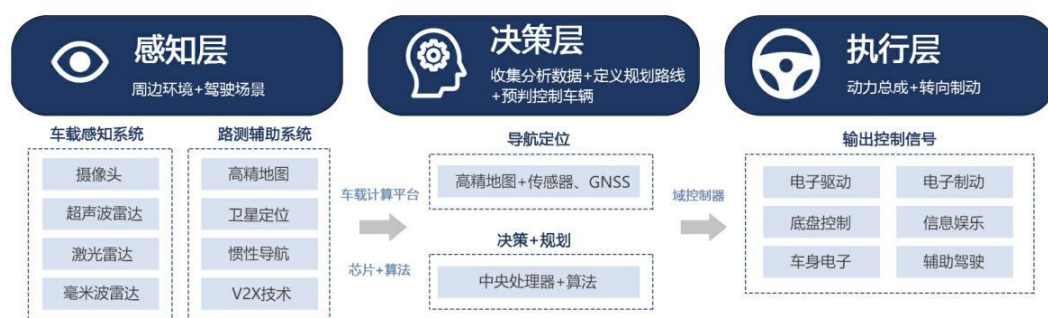 感知层
周边环境+驾驶场景
决策层
收集分析数据+定义规划路线
+预判控制车辆
执行层
动力总成+转向制动
车载感知系统
摄像头
超声波雷达
激光雷达
毫米波雷达
路测辅助系统
高精地图
卫星定位
惯性导航
V2X技术
车载计算平台
芯片+算法
导航定位
高精地图+传感器、GNSS
决策+规划
中央处理器+算法
域控制器
输出控制信号
电子驱动
电子制动
底盘控制
信息娱乐
车身电子
辅助驾驶